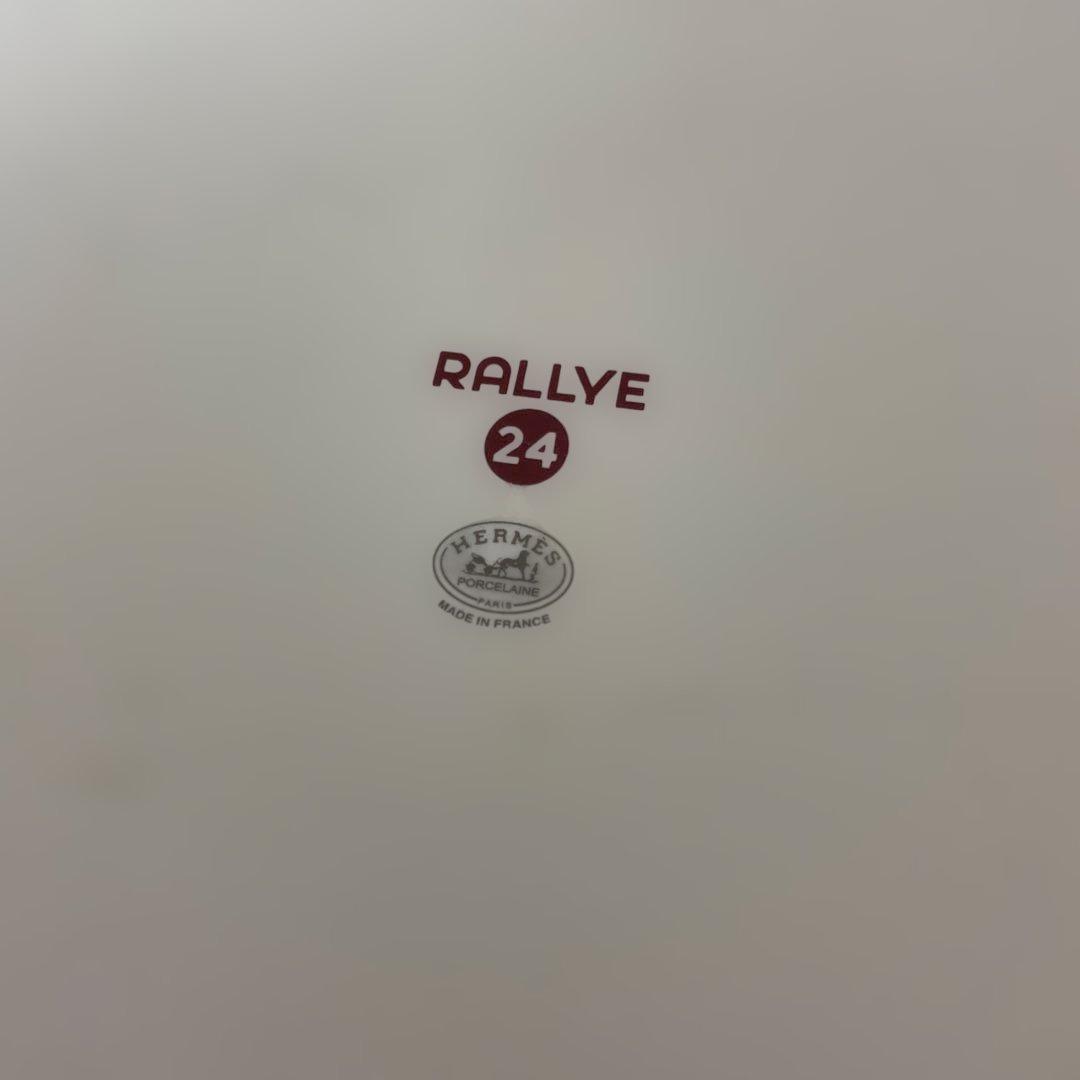 RALLYE
24
HERMÈS
PORCELAINE
PARIS
MADE IN FRANCE